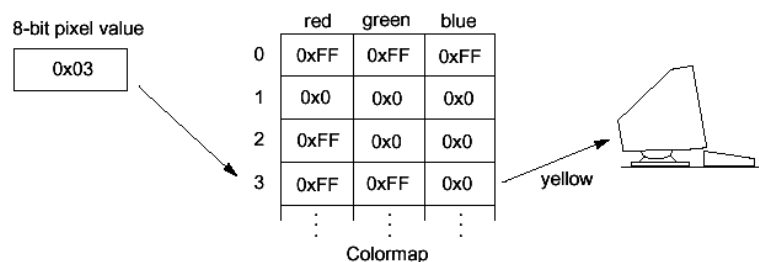 red green blue
8-bit pixel value
0 0xFF 0xFF 0xFF
0x03
1 0x0 0x0 0x0
2 0xFF 0x0 0x0
3 0xFF 0xFF 0x0
yellow
Colormap